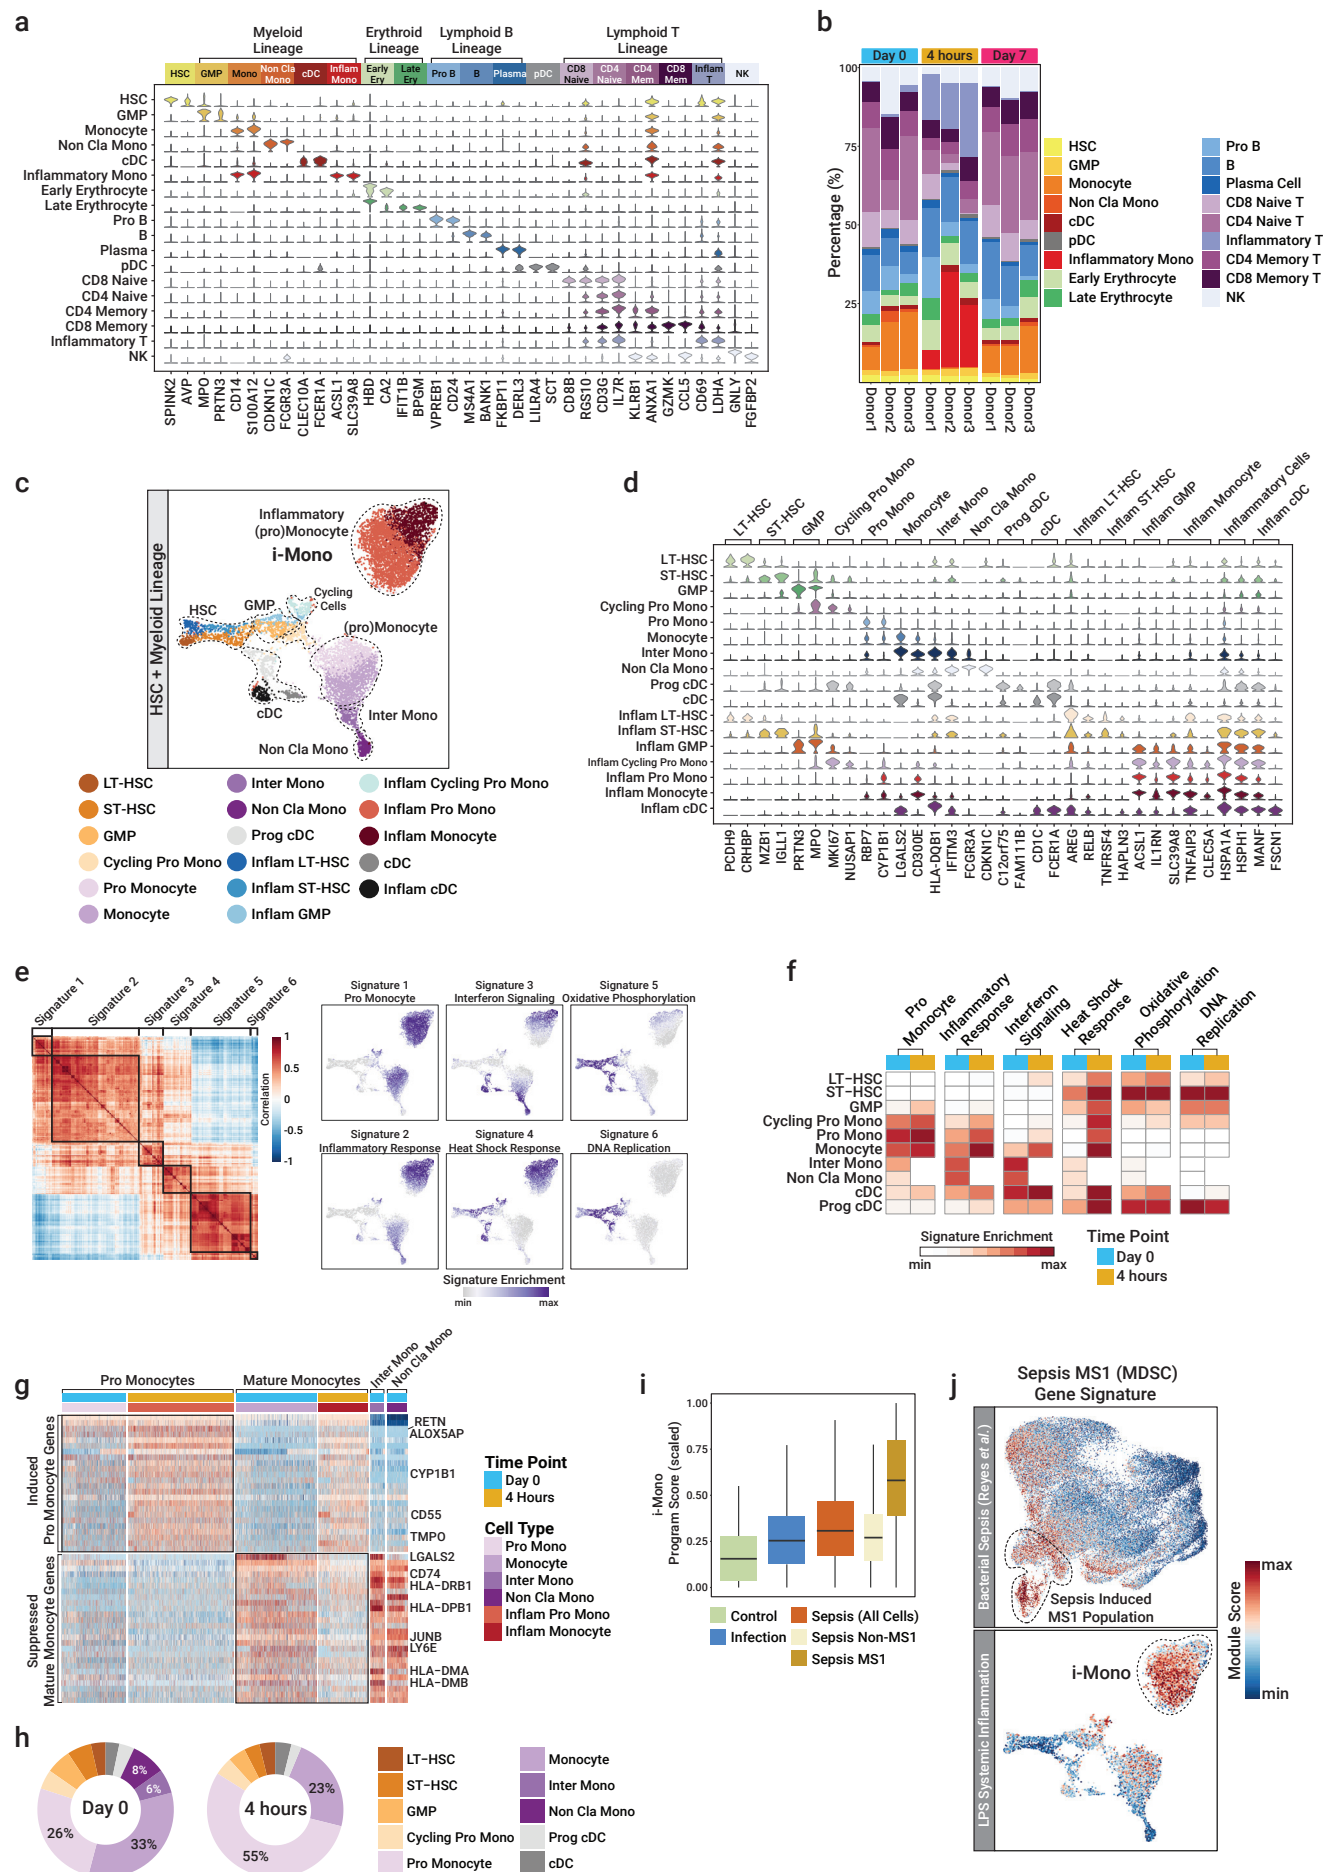 a
Myeloid
Lineage
Erythroid
Lineage
Lymphoid B
Lineage
Lymphoid T
Lineage
HSC
GMP
Mono
Non Cla
Mono
cDC
Inflam
Mono
Early
Ery
Late
Ery
Pro B
B
Plasma
pDC
CD8
Naive
CD4
Naive
CD4
Mem
CD8
Mem
Inflam
T
NK
HSC
GMP
Monocyte
Non Cla Mono
cDC
Inflammatory Mono
Early Erythrocyte
Late Erythrocyte
Pro B
B
Plasma
pDC
CD8 Naive
CD4 Naive
CD4 Memory
CD8 Memory
Inflammatory T
NK
SPINK2
AVP
MPO
PRTN3
CD14
S100A12
CDKN1C
FCGR3A
CLEC10A
FCER1A
ACSL1
SLC39A8
HBD
CA2
IFIT1B
BPGM
VPREB1
CD24
MS4A1
BANK1
FKBP11
DERL3
LILRA4
SCT
CD8B
RGS10
CD3G
IL7R
KLRB1
ANXA1
GZMK
CCL5
CD69
LDHA
GNLY
FGFBP2
b
Day 0
4 hours
Day 7
Percentage (%)
100
75
50
25
Donor1
Donor2
Donor3
Donor1
Donor2
Donor3
Donor1
Donor2
Donor3
HSC
GMP
Monocyte
Non Cla Mono
cDC
pDC
Inflammatory Mono
Early Erythrocyte
Late Erythrocyte
Pro B
B
Plasma Cell
CD8 Naive T
CD4 Naive T
Inflammatory T
CD4 Memory T
CD8 Memory T
NK
c
HSC + Myeloid Lineage
Inflammatory
(pro)Monocyte
i-Mono
Cycling
Cells
HSC
GMP
(pro)Monocyte
cDC
Inter Mono
Non Cla Mono
LT-HSC
ST-HSC
GMP
Cycling Pro Mono
Pro Monocyte
Monocyte
Inter Mono
Non Cla Mono
Prog cDC
Inflam LT-HSC
Inflam ST-HSC
Inflam GMP
Inflam Cycling Pro Mono
Inflam Pro Mono
Inflam Monocyte
cDC
Inflam cDC
d
LT-HSC
ST-HSC
GMP
Cycling Pro Mono
Pro Mono
Monocyte
Inter Mono
Non Cla Mono
Prog cDC
cDC
Inflam LT-HSC
Inflam ST-HSC
Inflam GMP
Inflam Monocyte
Inflammatory Cells
Inflam cDC
LT-HSC
ST-HSC
GMP
Cycling Pro Mono
Pro Mono
Monocyte
Inter Mono
Non Cla Mono
Prog cDC
cDC
Inflam LT-HSC
Inflam ST-HSC
Inflam GMP
Inflam Cycling Pro Mono
Inflam Pro Mono
Inflam Monocyte
Inflam cDC
PCDH9
CRHBP
MZB1
IGLL1
PRTN3
MPO
MKI67
NUSAP1
RBP7
CYP1B1
LGALS2
CD300E
HLA-DQB1
IFITM3
FCGR3A
CDKN1C
C12orf75
FAM111B
CD1C
FCER1A
AREG
RELB
TNFRSF4
HAPLN3
ACSL1
IL1RN
SLC39A8
TNFAIP3
CLEC5A
HSPA1A
HSPH1
MANF
FSCN1
e
Signature 1
Signature 2
Signature 3
Signature 4
Signature 5
Signature 6
1
0.5
0
-0.5
-1
Correlation
Signature 1
Pro Monocyte
Signature 3
Interferon Signaling
Signature 5
Oxidative Phosphorylation
Signature 2
Inflammatory Response
Signature 4
Heat Shock Response
Signature 6
DNA Replication
Signature Enrichment
min
max
f
Pro
Monocyte
Inflammatory
Response
Interferon
Signaling
Heat Shock
Response
Oxidative
Phosphorylation
DNA
Replication
LT-HSC
ST-HSC
GMP
Cycling Pro Mono
Pro Mono
Monocyte
Inter Mono
Non Cla Mono
cDC
Prog cDC
Signature Enrichment
min
max
Time Point
Day 0
4 hours
g
Pro Monocytes
Mature Monocytes
Inter Mono
Non Cla Mono
Induced
Pro Monocyte Genes
Suppressed
Mature Monocyte Genes
RETN
ALOX5AP
CYP1B1
CD55
TMPO
LGALS2
CD74
HLA-DRB1
HLA-DPB1
JUNB
LY6E
HLA-DMA
HLA-DMB
Time Point
Day 0
4 Hours
Cell Type
Pro Mono
Monocyte
Inter Mono
Non Cla Mono
Inflam Pro Mono
Inflam Monocyte
h
Day 0
8%
6%
33%
26%
4 hours
23%
55%
LT-HSC
ST-HSC
GMP
Cycling Pro Mono
Pro Monocyte
Monocyte
Inter Mono
Non Cla Mono
Prog cDC
cDC
i
i-Mono
Program Score (scaled)
1.00
0.75
0.50
0.25
0.00
Control
Infection
Sepsis (All Cells)
Sepsis Non-MS1
Sepsis MS1
j
Sepsis MS1 (MDSC)
Gene Signature
Bacterial Sepsis (Reyes et al.)
Sepsis Induced
MS1 Population
LPS Systemic Inflammation
i-Mono
max
Module Score
min